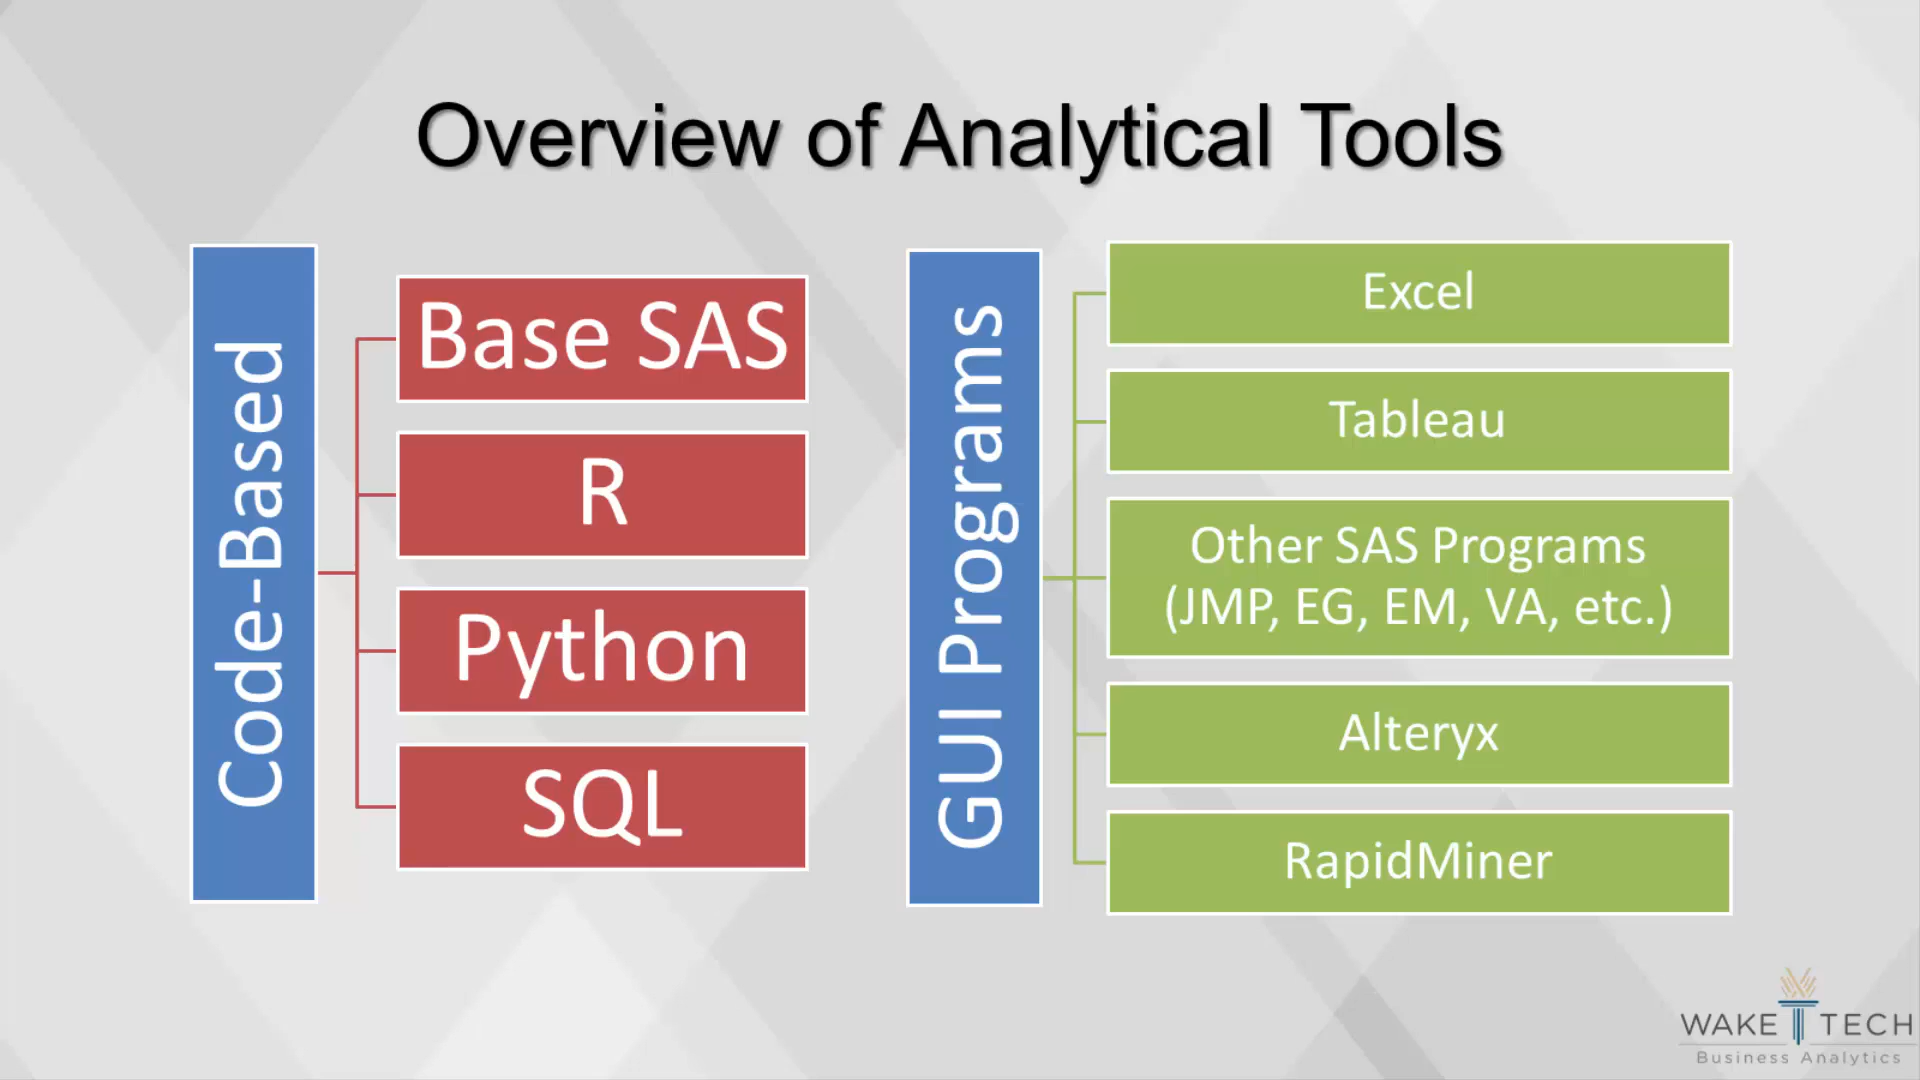 Overview of Analytical Tools
Code-Based
Base SAS
R
Python
SQL
GUI Programs
Excel
Tableau
Other SAS Programs
(JMP, EG, EM, VA, etc.)
Alteryx
RapidMiner
WAKE TECH
Business Analytics